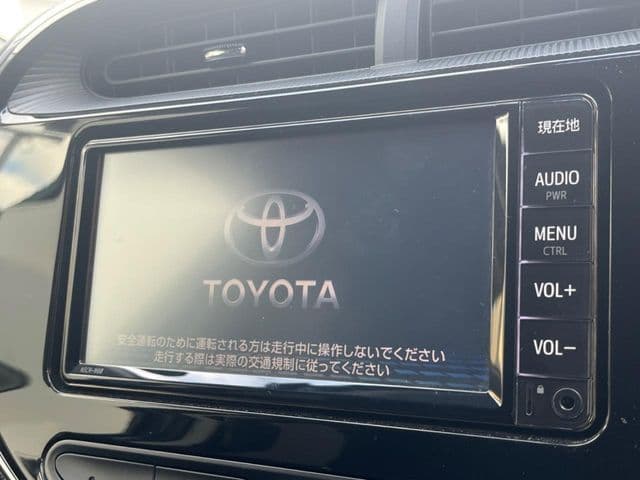 現在地
AUDIO
PWR
MENU
CTRL
VOL+
VOL−
TOYOTA
安全運転のために運転される方は走行中に操作しないでください
走行する際は実際の交通規制に従ってください